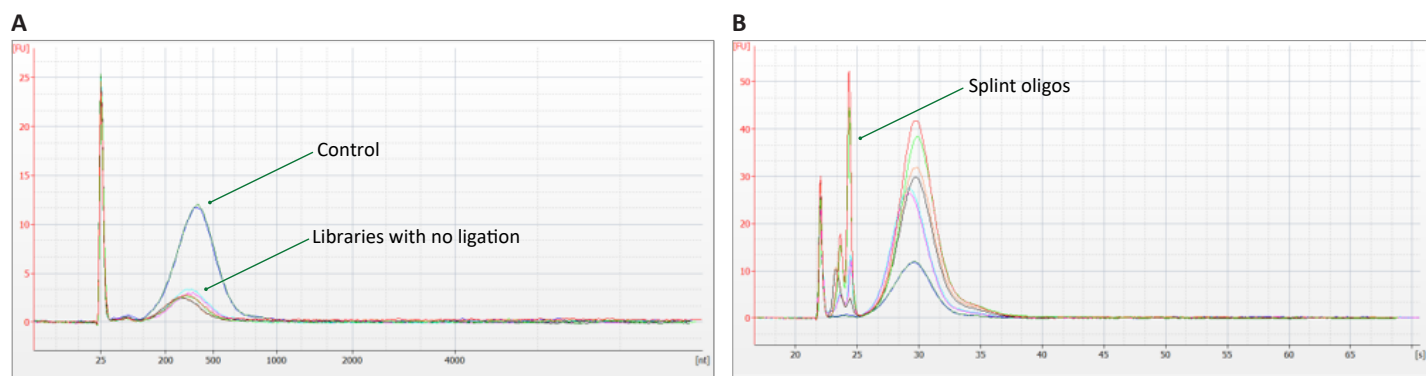 A
[FU]
25
20
15
10
5
0
Control
Libraries with no ligation
25 200 500 1000 2000 4000 [nt]
B
[FU]
50
40
30
20
10
0
Splint oligos
20 25 30 35 40 45 50 55 60 65 [s]